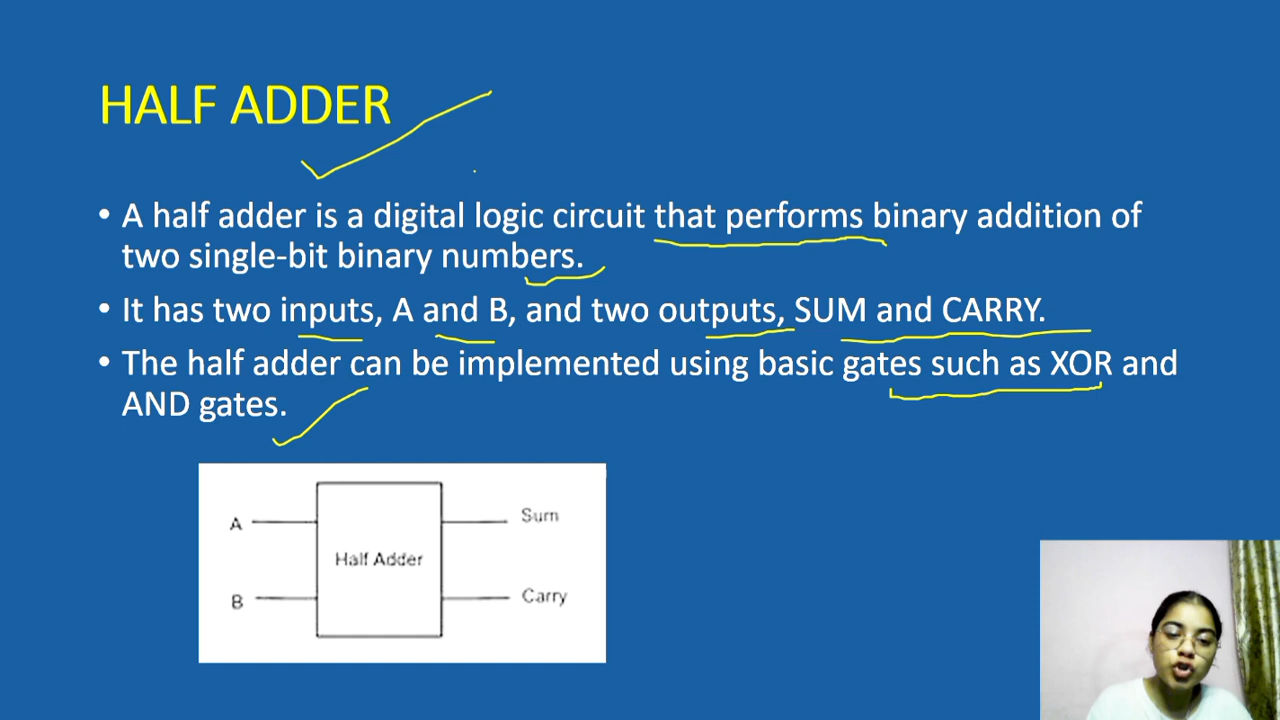 HALF ADDER
• A half adder is a digital logic circuit that performs binary addition of
two single-bit binary numbers.
• It has two inputs, A and B, and two outputs, SUM and CARRY.
• The half adder can be implemented using basic gates such as XOR and
AND gates.
A
Sum
Half Adder
B
Carry